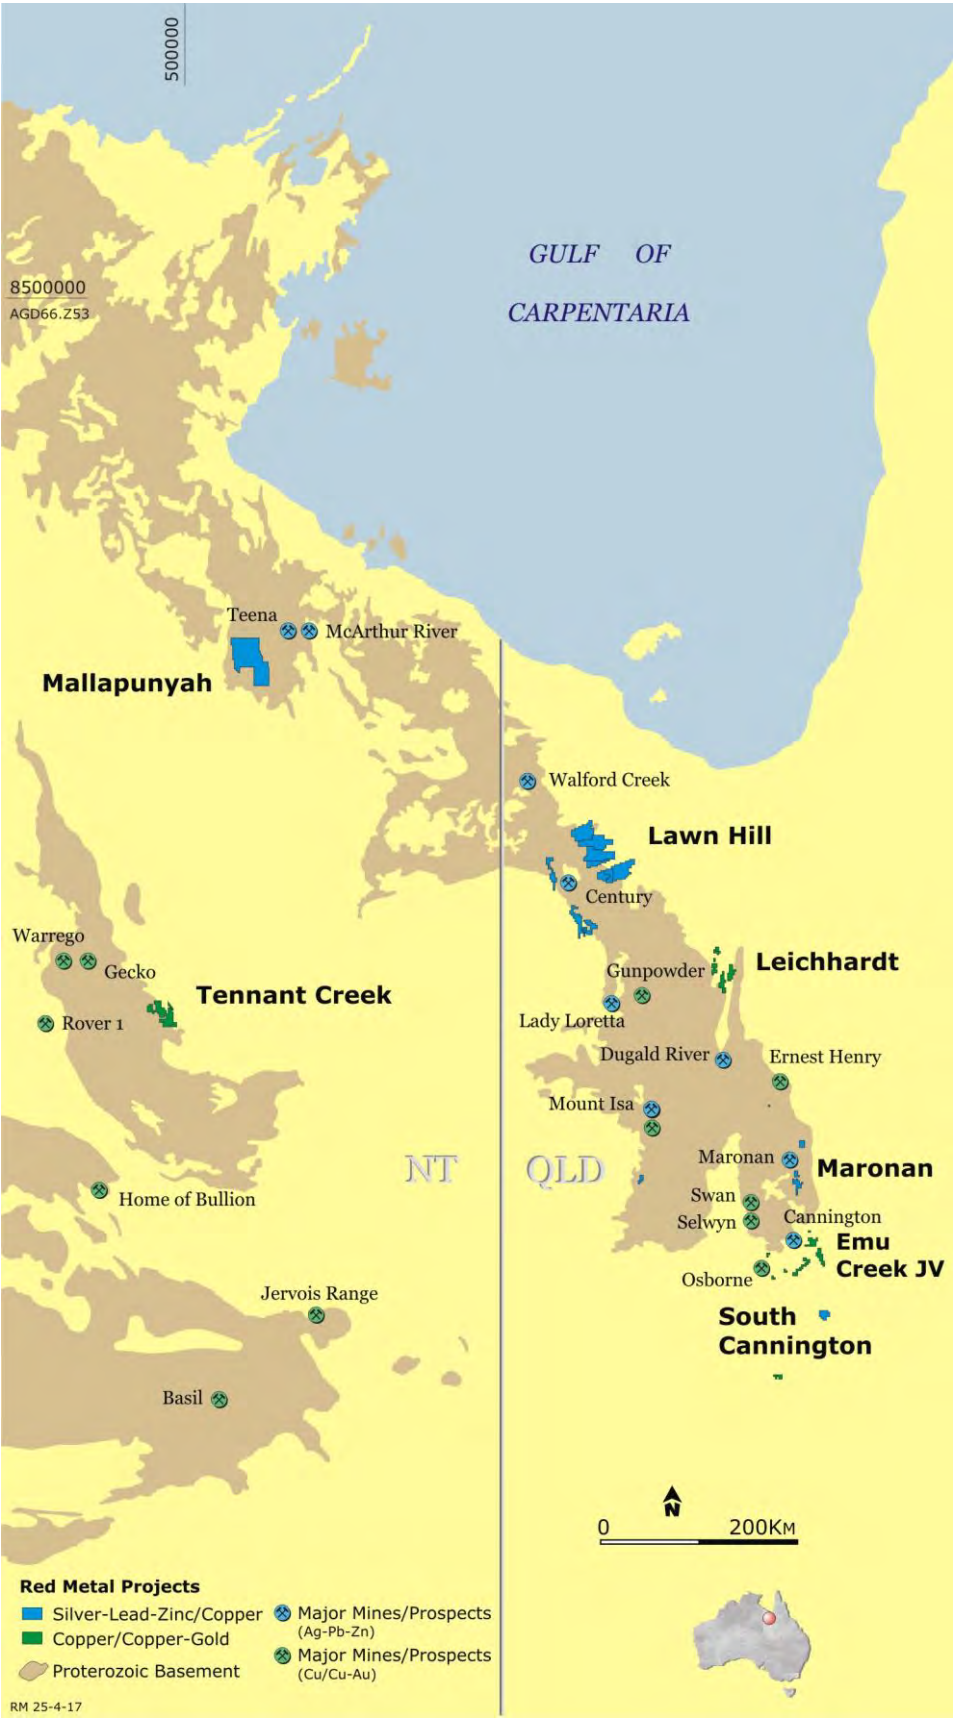 500000
GULF OF
CARPENTARIA
8500000
AGD66.Z53
Teena
McArthur River
Mallapunyah
Walford Creek
Lawn Hill
Century
Warrego
Gecko
Leichhardt
Gunpowder
Tennant Creek
Rover 1
Lady Loretta
Dugald River
Ernest Henry
Mount Isa
NT
QLD
Maronan
Maronan
Home of Bullion
Swan
Selwyn
Cannington
Emu
Creek JV
Osborne
Jervois Range
South
Cannington
Basil
N
0 200KM
Red Metal Projects
Silver-Lead-Zinc/Copper
Copper/Copper-Gold
Proterozoic Basement
Major Mines/Prospects
(Ag-Pb-Zn)
Major Mines/Prospects
(Cu/Cu-Au)
RM 25-4-17